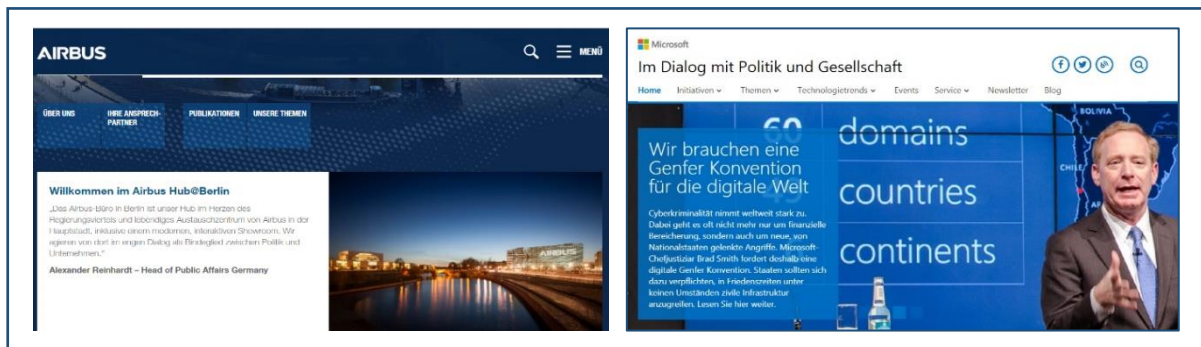 AIRBUS
MENÜ
ÜBER UNS
IHRE ANSPRECH-
PARTNER
PUBLIKATIONEN
UNSERE THEMEN
Willkommen im Airbus Hub@Berlin
„Das Airbus-Büro in Berlin ist unser Hub im Herzen des
Regierungsviertels und lebendiges Austauschzentrum von Airbus in der
Hauptstadt, inklusive einem modernen, interaktiven Showroom. Wir
agieren von dort im engen Dialog als Bindeglied zwischen Politik und
Unternehmen.“
Alexander Reinhardt – Head of Public Affairs Germany
AIRBUS
Microsoft
Im Dialog mit Politik und Gesellschaft
Home Initiativen Themen Technologietrends Events Service Newsletter Blog
60 domains
countries
continents
BOLIVIA
CHILE
Wir brauchen eine
Genfer Konvention
für die digitale Welt
Cyberkriminalität nimmt weltweit stark zu.
Dabei geht es oft nicht mehr nur um finanzielle
Bereicherung, sondern auch um neue, von
Nationalstaaten gelenkte Angriffe. Microsoft-
Chefjustiziar Brad Smith fordert deshalb eine
digitale Genfer Konvention. Staaten sollten sich
dazu verpflichten, in Friedenszeiten unter
keinen Umständen zivile Infrastruktur
anzugreifen. Lesen Sie hier weiter.